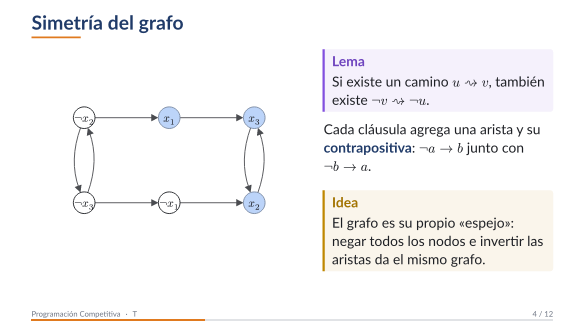 Simetría del grafo
¬x₂
x₁
x₃
¬x₃
¬x₁
x₂
Lema
Si existe un camino u ⇝ v, también
existe ¬v ⇝ ¬u.
Cada cláusula agrega una arista y su
contrapositiva: ¬a → b junto con
¬b → a.
Idea
El grafo es su propio «espejo»:
negar todos los nodos e invertir las
aristas da el mismo grafo.
Programación Competitiva · T
4 / 12